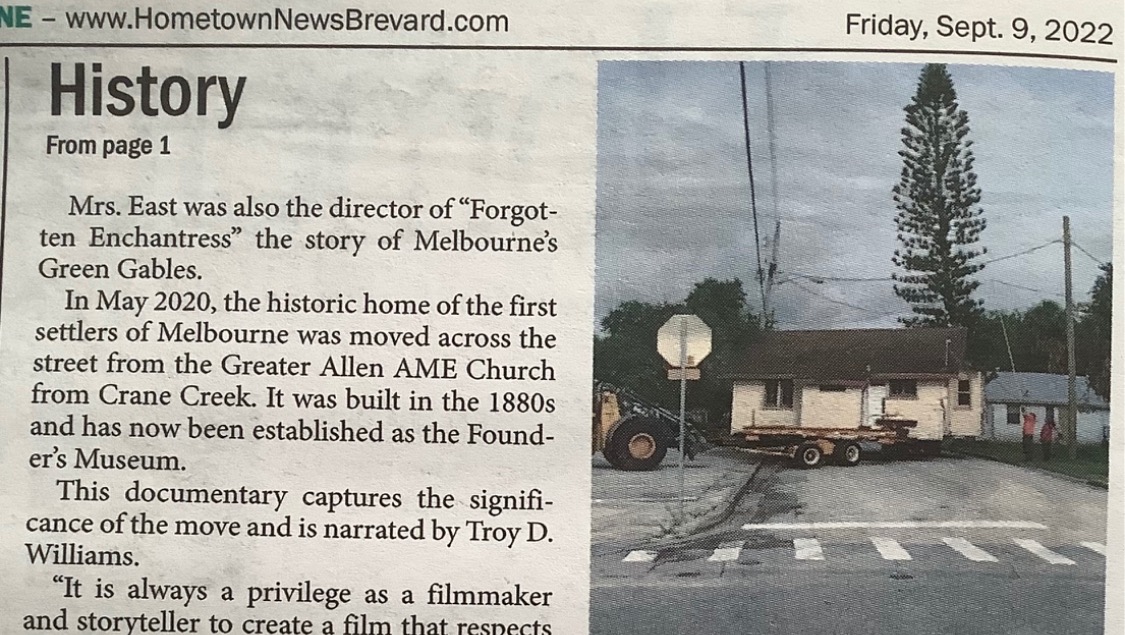 NE – www.HometownNewsBrevard.com
Friday, Sept. 9, 2022
History
From page 1
Mrs. East was also the director of “Forgot-
ten Enchantress” the story of Melbourne’s
Green Gables.
In May 2020, the historic home of the first
settlers of Melbourne was moved across the
street from the Greater Allen AME Church
from Crane Creek. It was built in the 1880s
and has now been established as the Found-
er’s Museum.
This documentary captures the signifi-
cance of the move and is narrated by Troy D.
Williams.
“It is always a privilege as a filmmaker
and storyteller to create a film that respects